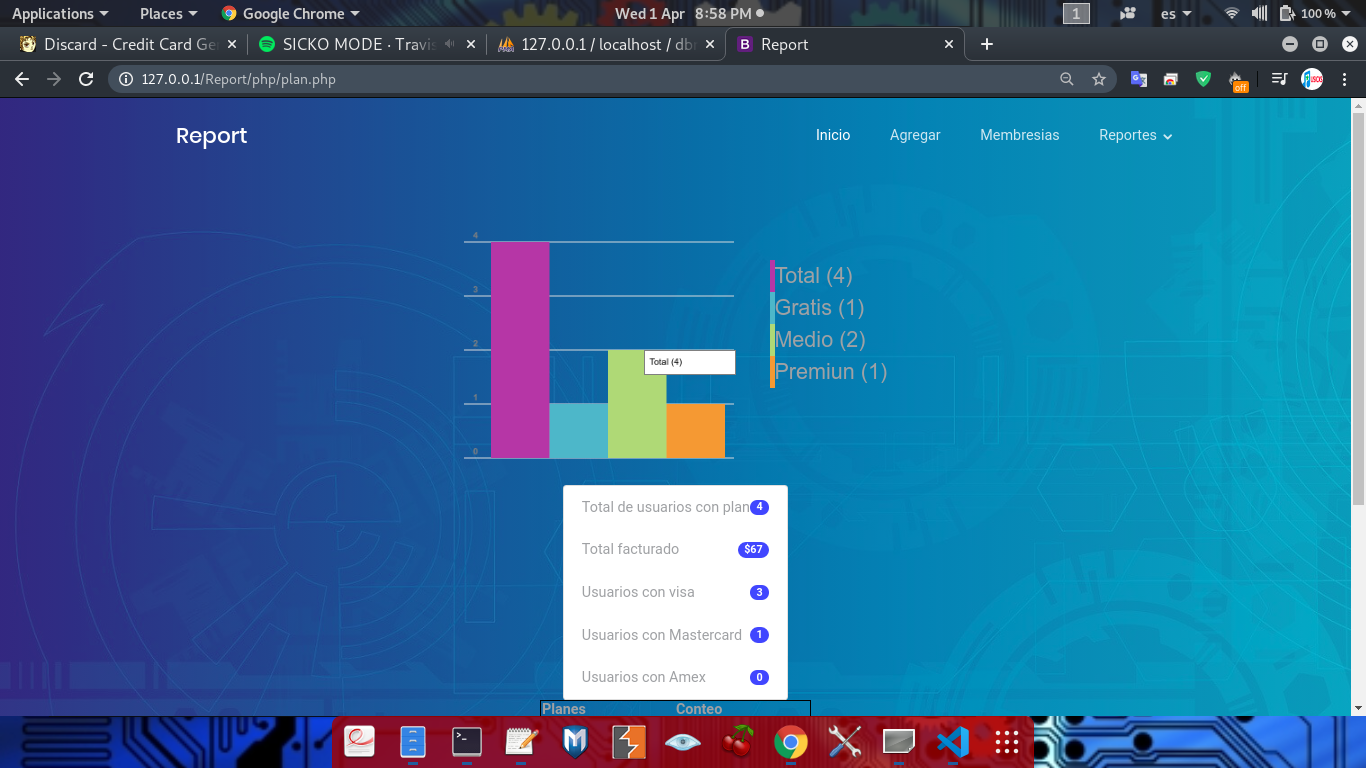 Applications Places Google Chrome Wed 1 Apr 8:58 PM 1 es 100 %
Discard - Credit Card Ge SICKO MODE · Travis 127.0.0.1 / localhost / db B Report
127.0.0.1/Report/php/plan.php off
Report Inicio Agregar Membresias Reportes
4
3
2
1
0
Total (4)
Total (4)
Gratis (1)
Medio (2)
Premiun (1)
Total de usuarios con plan 4
Total facturado $67
Usuarios con visa 3
Usuarios con Mastercard 1
Usuarios con Amex 0
Planes Conteo